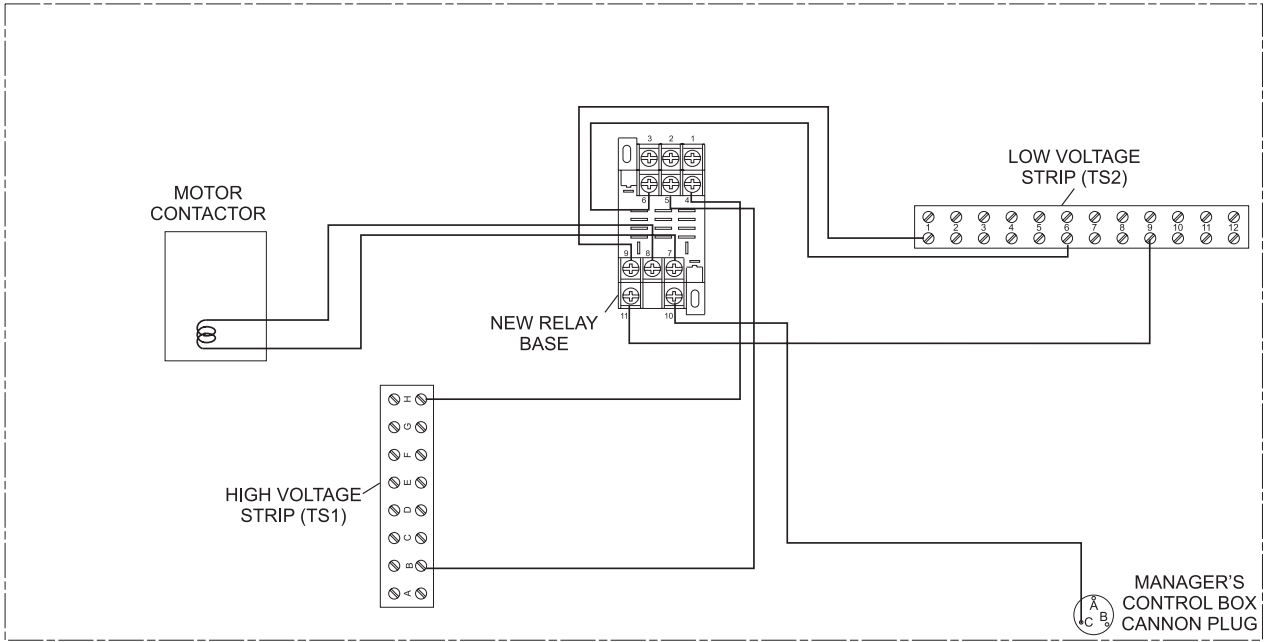 3 2 1
LOW VOLTAGE
STRIP (TS2)
MOTOR
CONTACTOR
6 5 4
1 2 3 4 5 6 7 8 9 10 11 12
9 8 7
NEW RELAY
BASE
11 10
H
G
F
E
D
C
B
A
HIGH VOLTAGE
STRIP (TS1)
MANAGER'S
CONTROL BOX
CANNON PLUG
A
C B